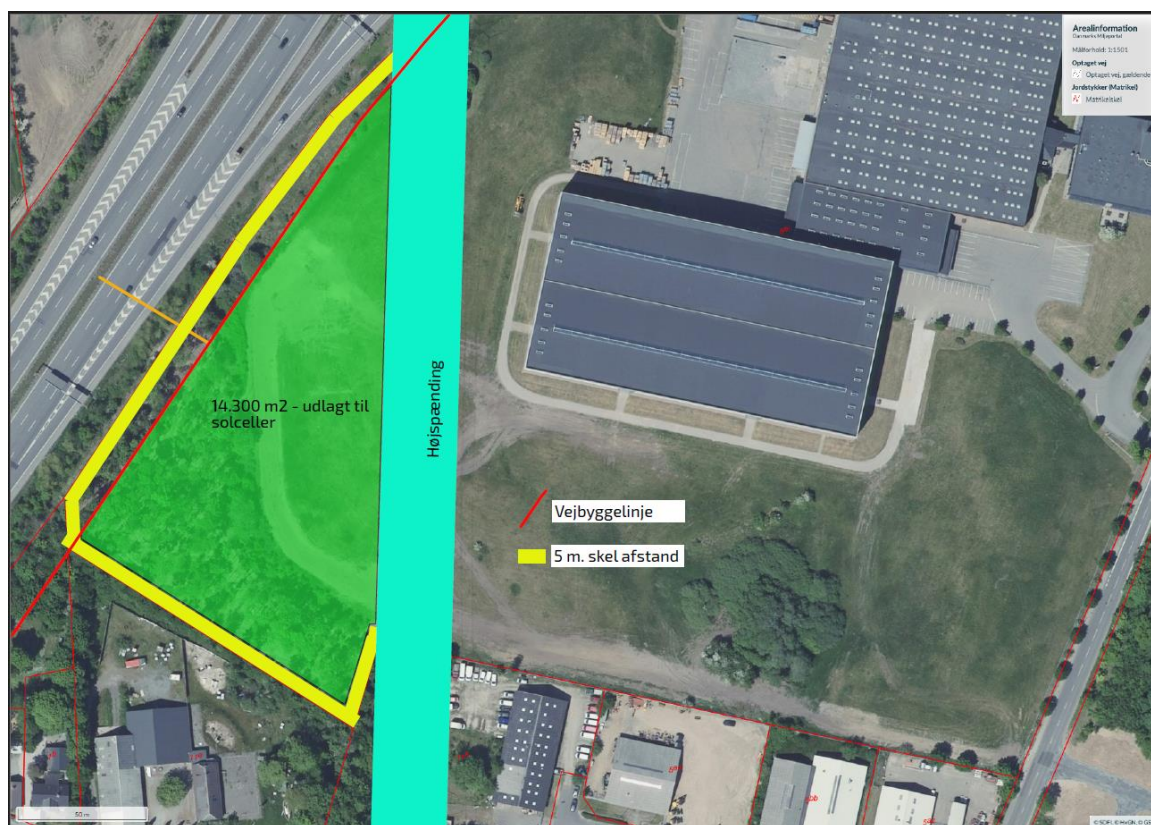 Arealinformation
Danmarks Miljøportal
Målforhold: 1:1501
Optaget vej
Optaget vej, gældende
Jordstykker (Matrikel)
Matrikelskel
14.300 m2 - udlagt til
solceller
Højspænding
Vejbyggelinje
5 m. skel afstand
50 m